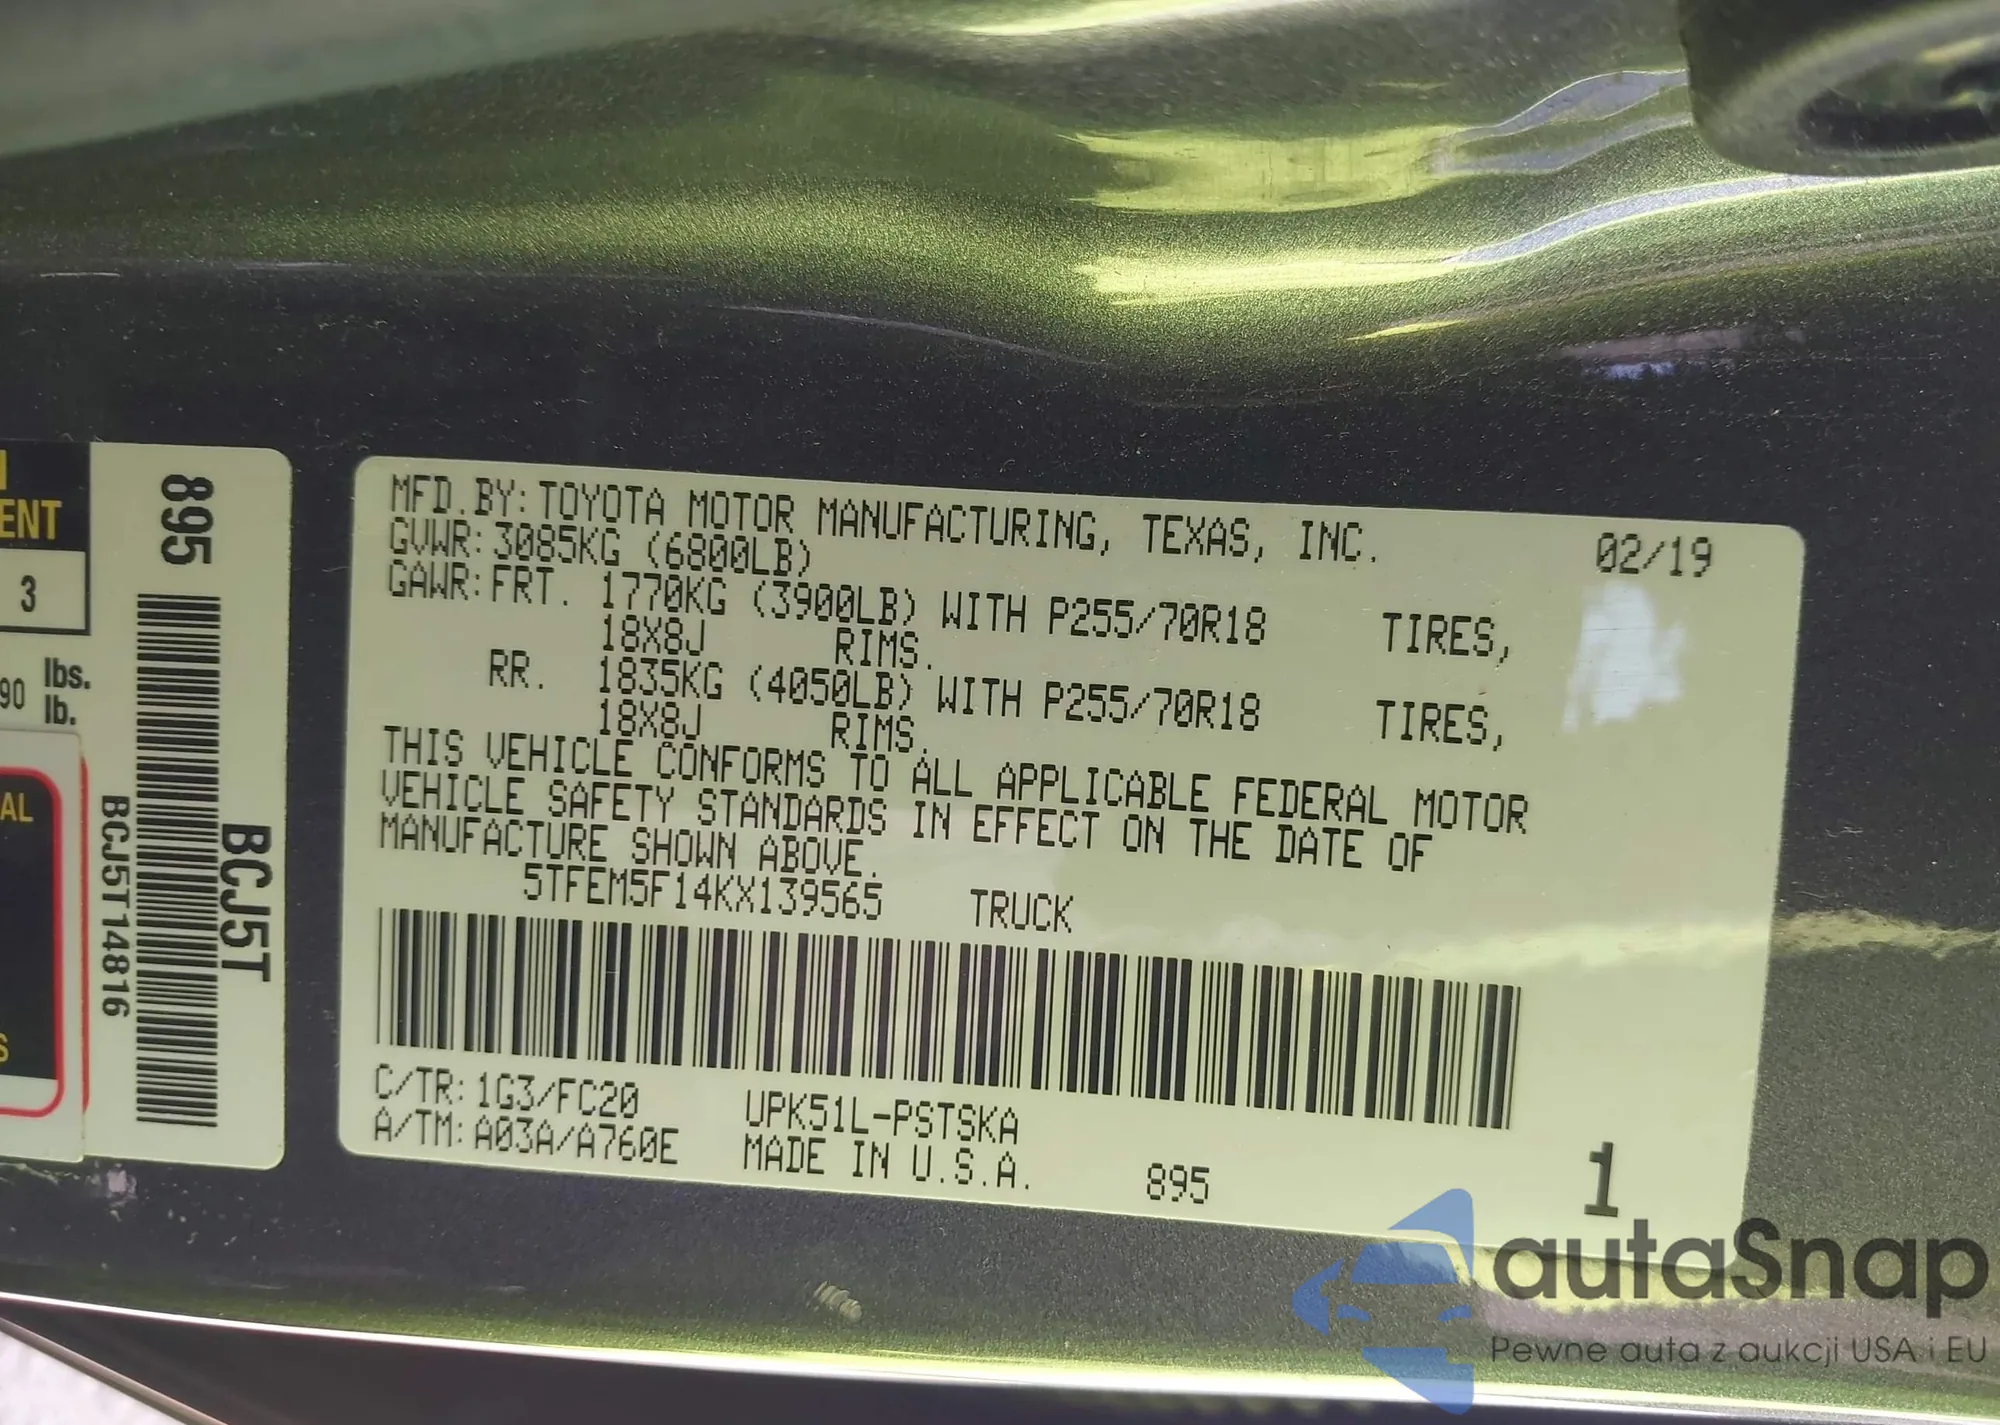 ENT
3
90 lbs.
lb.
AL
S
895
BCJ5T
BCJ5T14816
MFD.BY:TOYOTA MOTOR MANUFACTURING, TEXAS, INC. 02/19
GVWR:3085KG (6800LB)
GAWR:FRT. 1770KG (3900LB) WITH P255/70R18 TIRES,
18X8J RIMS.
RR. 1835KG (4050LB) WITH P255/70R18 TIRES,
18X8J RIMS.
THIS VEHICLE CONFORMS TO ALL APPLICABLE FEDERAL MOTOR
VEHICLE SAFETY STANDARDS IN EFFECT ON THE DATE OF
MANUFACTURE SHOWN ABOVE.
5TFEM5F14KX139565 TRUCK
C/TR:1G3/FC20 UPK51L-PSTSKA
A/TM:A03A/A760E MADE IN U.S.A. 895 1
autaSnap
Pewne auta z aukcji USA i EU